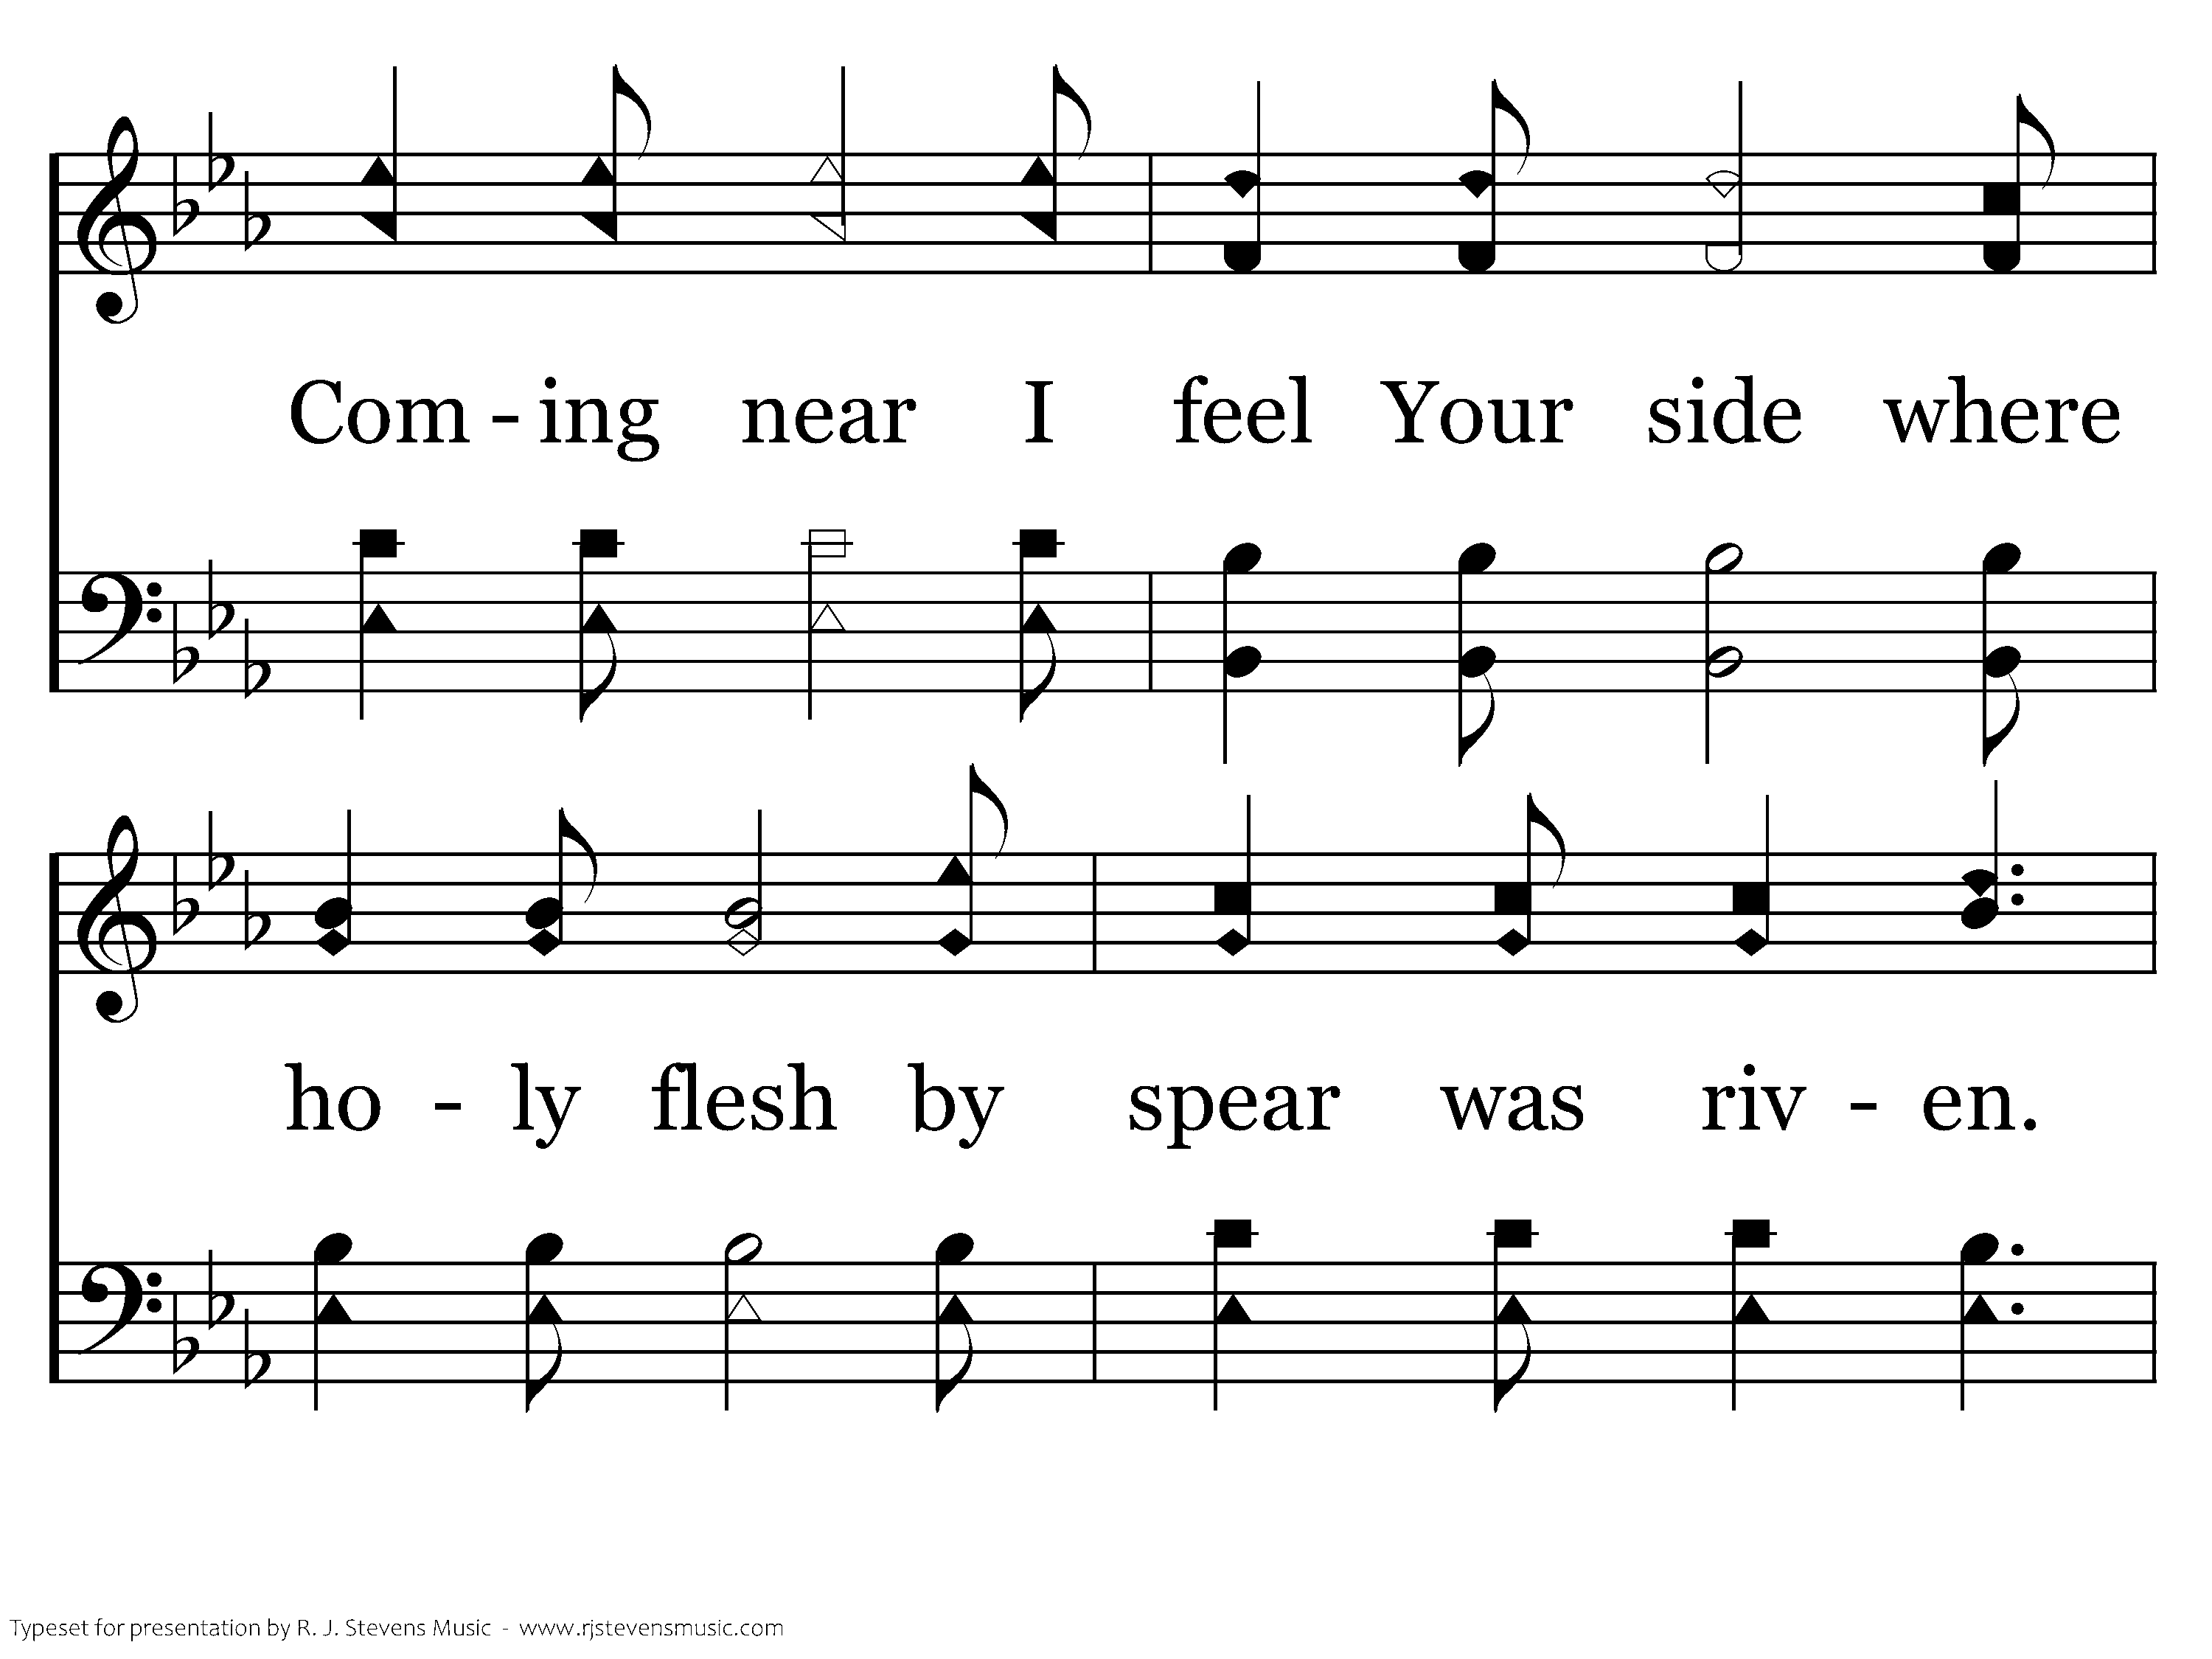 Com - ing near I feel Your side where
ho - ly flesh by spear was riv - en.
Typeset for presentation by R. J. Stevens Music - www.rjstevensmusic.com